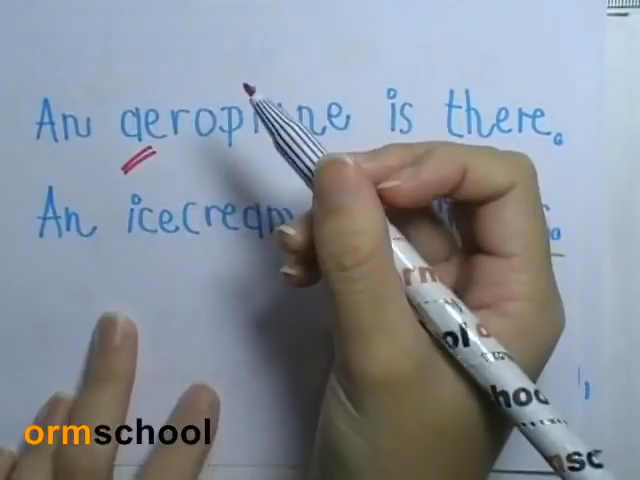 An aeroplane is there.
An icecream
ormschool